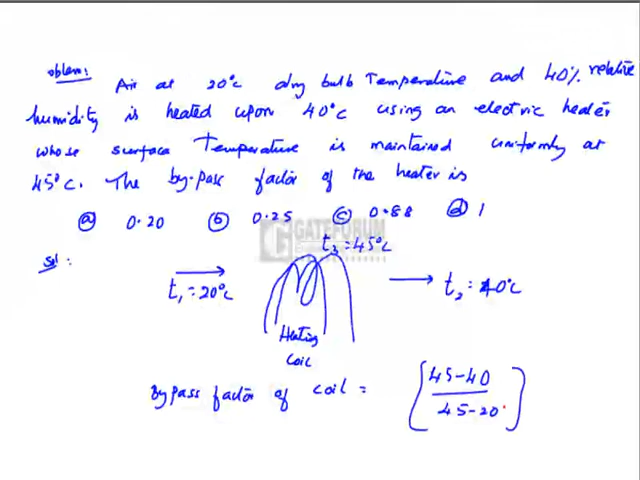 oblem: Air at 20°c dry bulb Temperature and 40% relative
humidity is heated upon 40°c using an electric heater
whose surface Temperature is maintained uniformly at
45°c. The by-pass factor of the heater is
(a) 0.20 (b) 0.25 (c) 0.88 (d) 1
GATEFORUM
Sol: t3 = 45°c
t1 = 20°c t2 = 40°c
Heating
coil
Bypass factor of coil = (45-40
45-20)